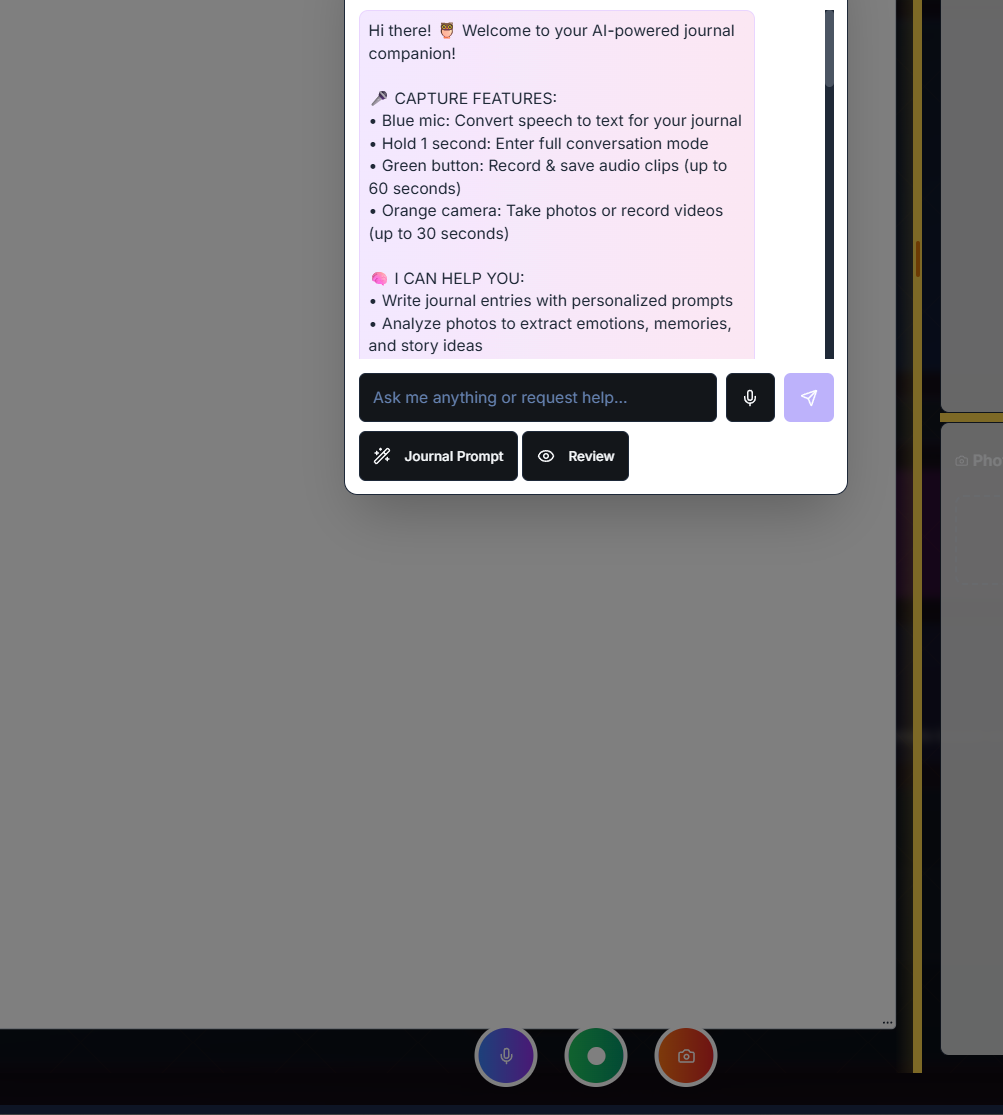 Hi there! 🦉 Welcome to your AI-powered journal
companion!
🎤 CAPTURE FEATURES:
• Blue mic: Convert speech to text for your journal
• Hold 1 second: Enter full conversation mode
• Green button: Record & save audio clips (up to
60 seconds)
• Orange camera: Take photos or record videos
(up to 30 seconds)
🧠 I CAN HELP YOU:
• Write journal entries with personalized prompts
• Analyze photos to extract emotions, memories,
and story ideas
Ask me anything or request help...
Journal Prompt
Review
Pho